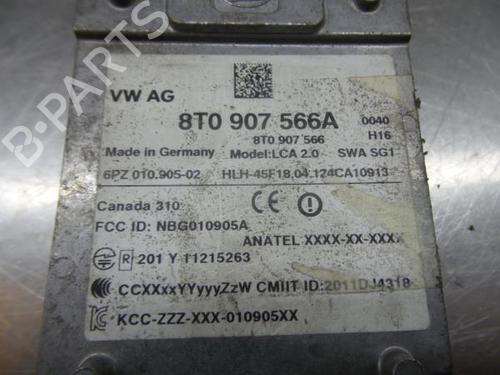 VW AG
8T0 907 566A 0040
8T0 907 566 H16
Made in Germany Model:LCA 2.0 SWA SG1
6PZ 010.905-02 HLH-45F18,04.124CA10913
Canada 310
FCC ID: NBG010905A
ANATEL XXXX-XX-XXXX
R 201 Y 11215263
CCXXxxYYyyyZzW CMIIT ID:2011DJ4318
KCC-ZZZ-XXX-010905XX
B-PARTS